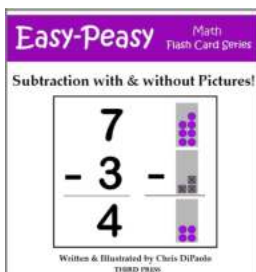 Easy-Peasy
Math
Flash Card Series
Subtraction with & without Pictures!
7
- 3 -
4
Written & Illustrated by Chris DiPaolo
THIRD PRESS